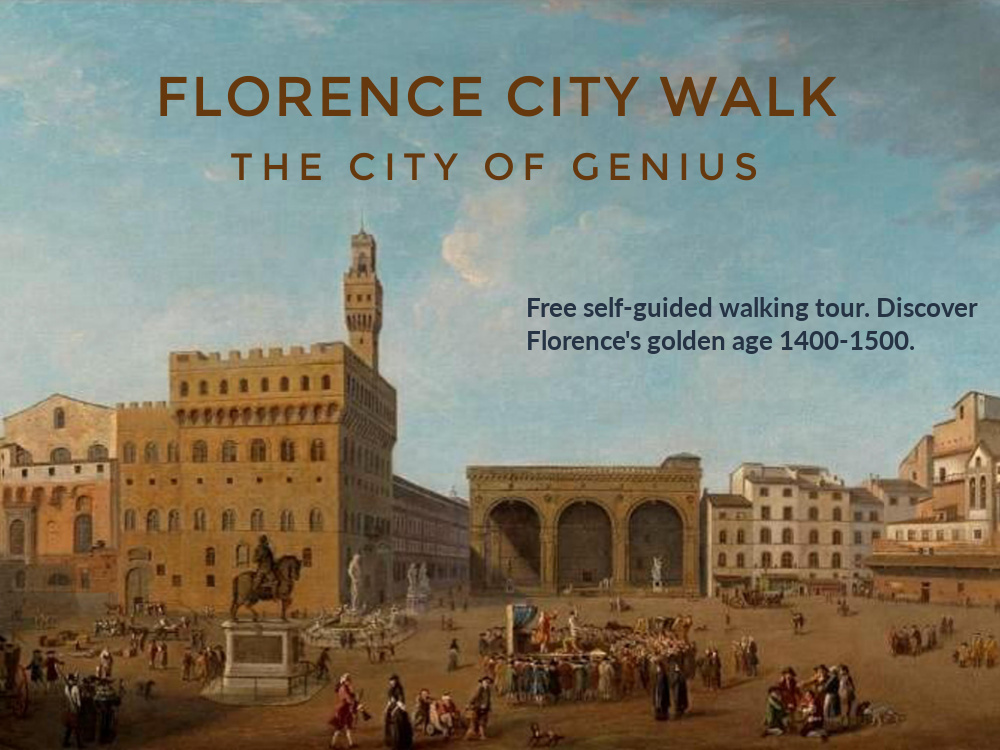 FLORENCE CITY WALK
THE CITY OF GENIUS
Free self-guided walking tour. Discover
Florence's golden age 1400-1500.